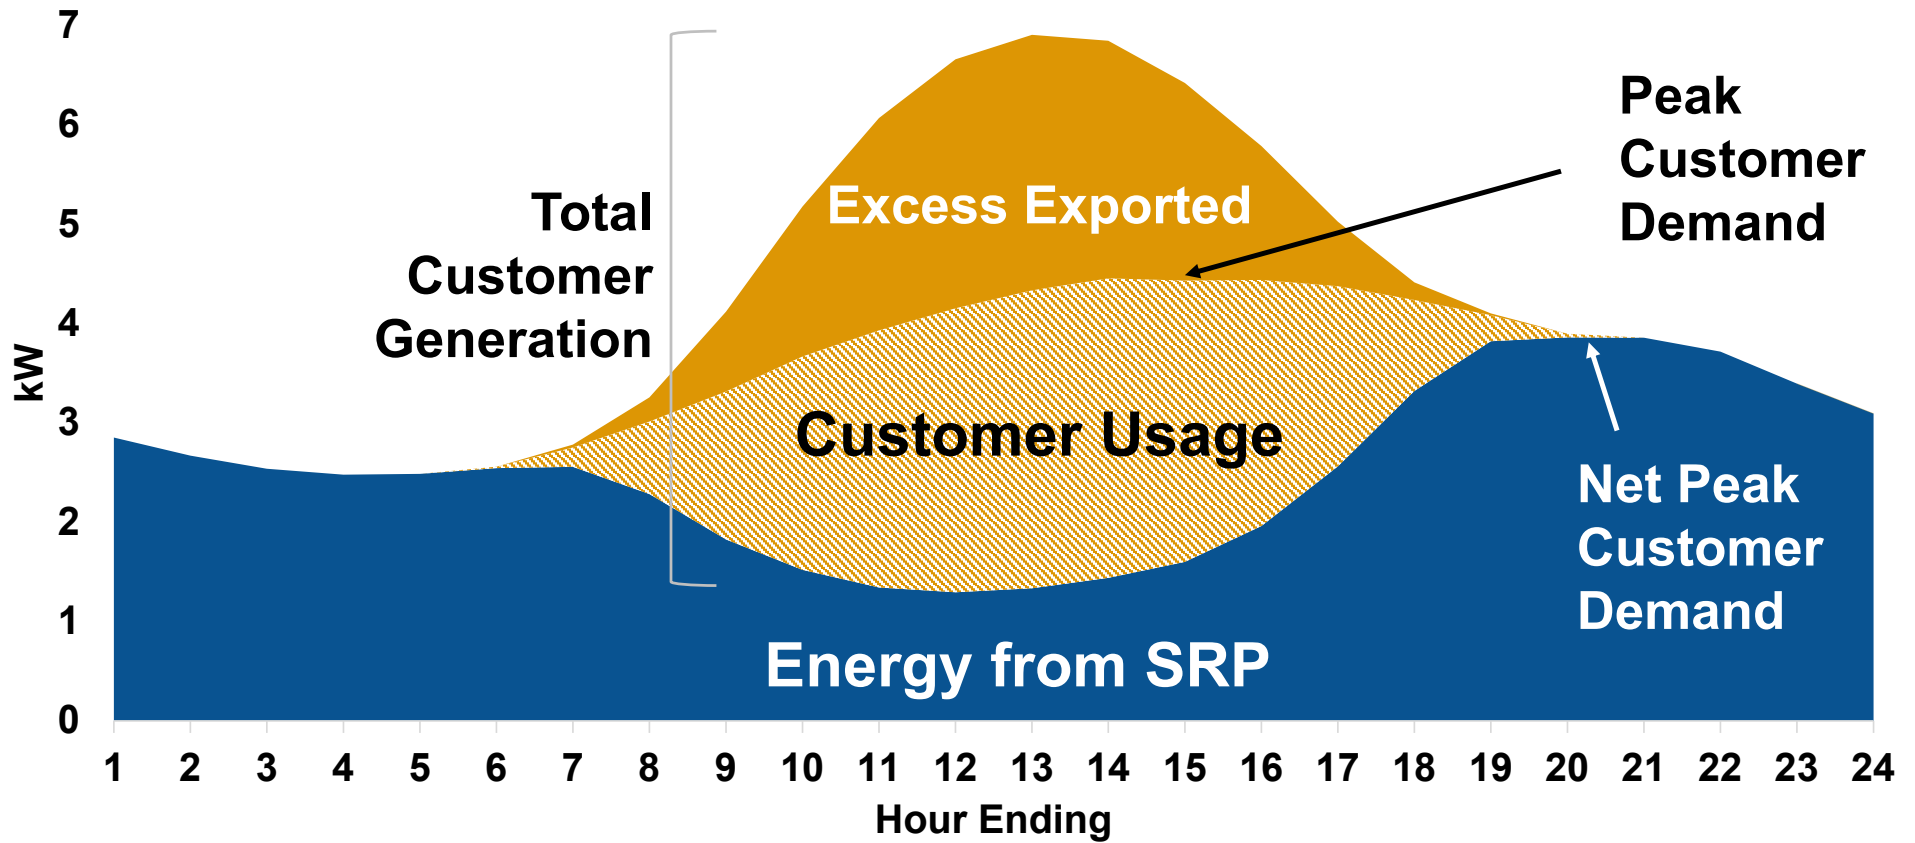 7
6
5
4
3
2
1
0
kW
Total
Customer
Generation
Excess Exported
Peak
Customer
Demand
Customer Usage
Net Peak
Customer
Demand
Energy from SRP
1 2 3 4 5 6 7 8 9 10 11 12 13 14 15 16 17 18 19 20 21 22 23 24
Hour Ending